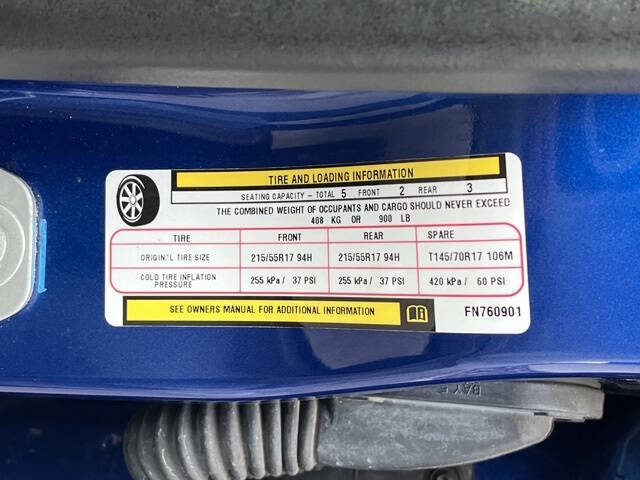 TIRE AND LOADING INFORMATION
SEATING CAPACITY - TOTAL 5 FRONT 2 REAR 3
THE COMBINED WEIGHT OF OCCUPANTS AND CARGO SHOULD NEVER EXCEED
408 KG OR 900 LB
TIRE FRONT REAR SPARE
ORIGIN'L TIRE SIZE 215/55R17 94H 215/55R17 94H T145/70R17 106M
COLD TIRE INFLATION PRESSURE 255 kPa / 37 PSI 255 kPa / 37 PSI 420 kPa / 60 PSI
SEE OWNERS MANUAL FOR ADDITIONAL INFORMATION
FN760901